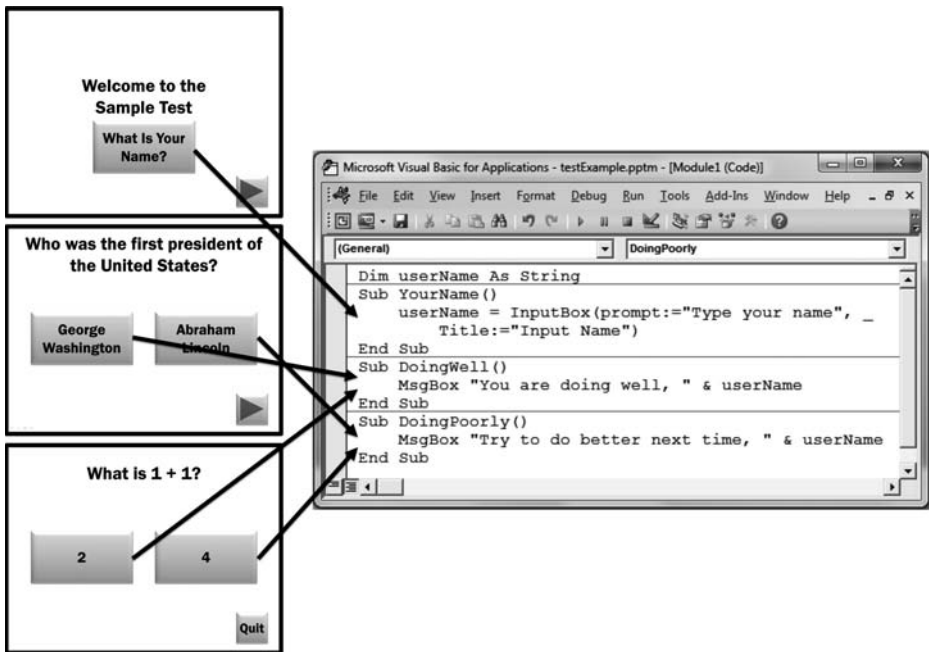 Welcome to the
Sample Test
What Is Your
Name?
Who was the first president of
the United States?
George
Washington
Abraham
Lincoln
What is 1 + 1?
2
4
Quit
Microsoft Visual Basic for Applications - testExample.pptm - [Module1 (Code)]
File Edit View Insert Format Debug Run Tools Add-Ins Window Help
(General)
DoingPoorly
Dim userName As String
Sub YourName()
userName = InputBox(prompt:="Type your name", _
Title:="Input Name")
End Sub
Sub DoingWell()
MsgBox "You are doing well, " & userName
End Sub
Sub DoingPoorly()
MsgBox "Try to do better next time, " & userName
End Sub